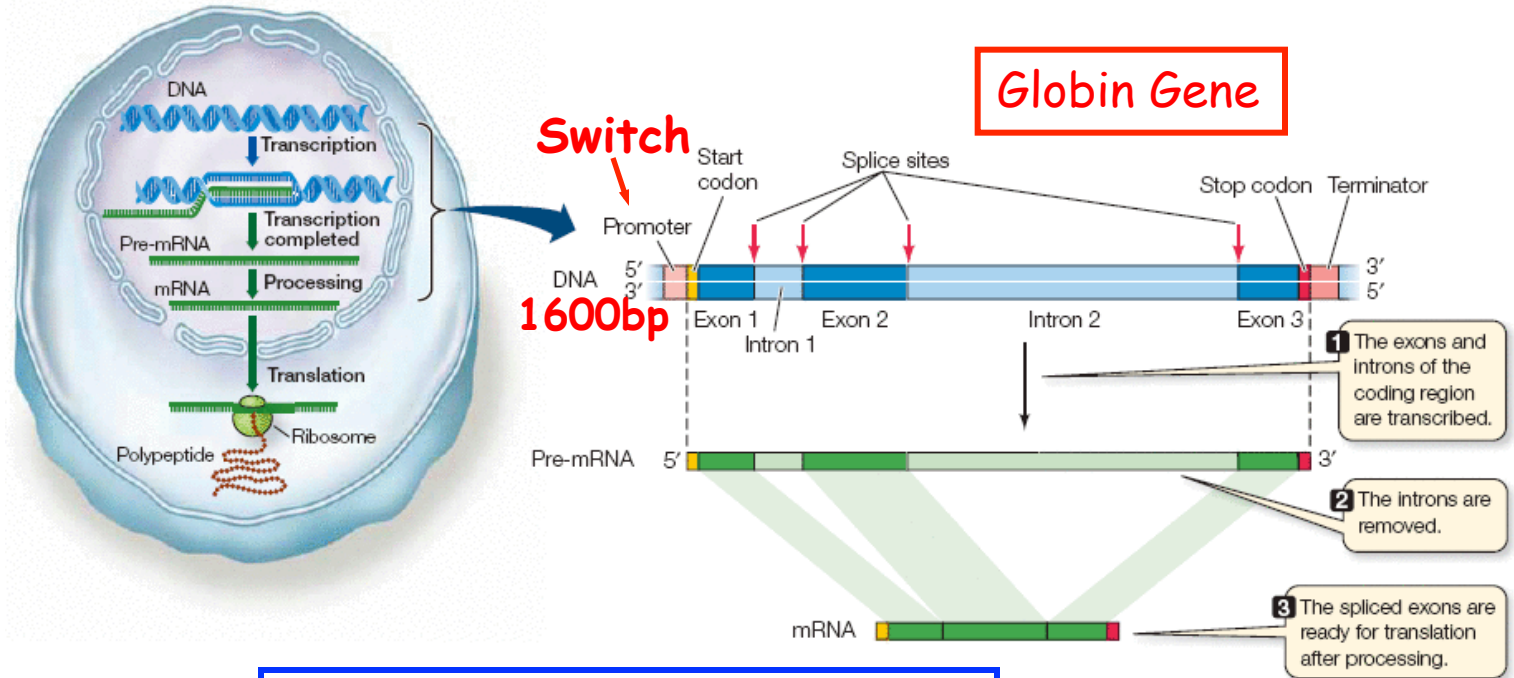 DNA
Transcription
Transcription
completed
Pre-mRNA
Processing
mRNA
Translation
Ribosome
Polypeptide
Globin Gene
Switch
Start
codon
Splice sites
Stop codon
Terminator
Promoter
5′
3′
DNA
3′
5′
1600bp
Exon 1
Exon 2
Intron 2
Exon 3
Intron 1
1 The exons and
introns of the
coding region
are transcribed.
Pre-mRNA 5′
3′
2 The introns are
removed.
mRNA
3 The spliced exons are
ready for translation
after processing.